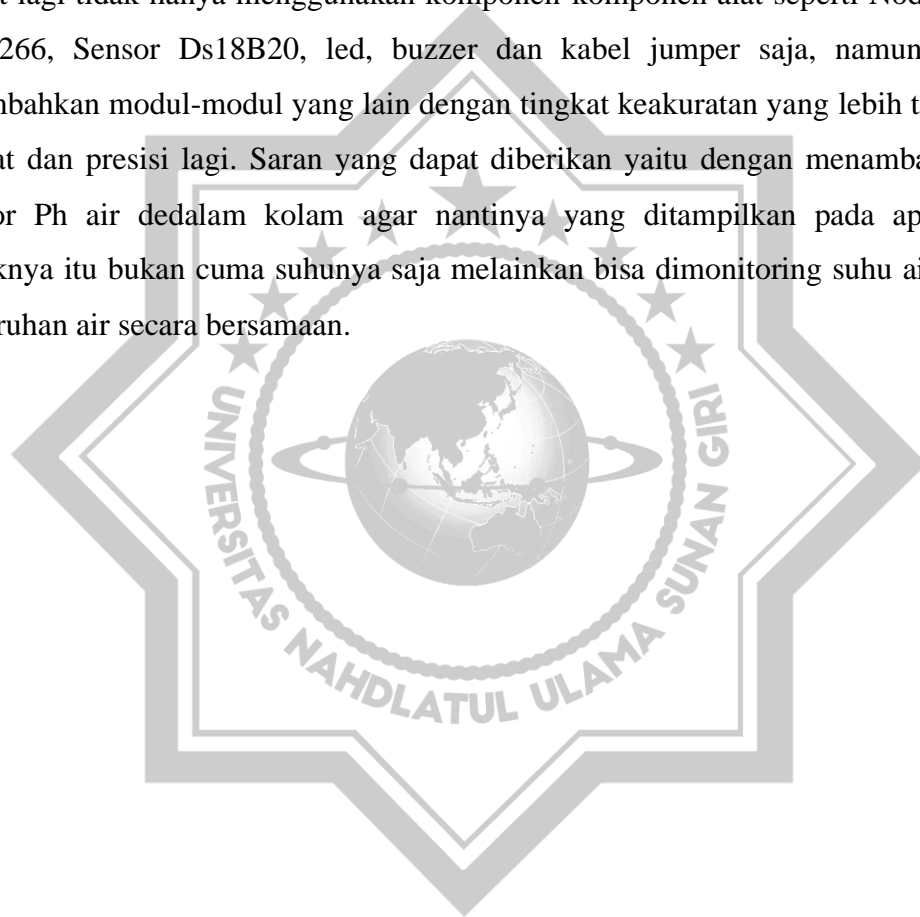 lagi tidak hanya menggunakan komponen-komponen alat seperti
266, Sensor Ds18B20, led, buzzer dan kabel jumper saja, namun
mbahkan modul-modul yang lain dengan tingkat keakuratan yang lebih t
at dan presisi lagi. Saran yang dapat diberikan yaitu dengan menamba
or Ph air dedalam kolam agar nantinya yang ditampilkan pada ap
knya itu bukan cuma suhunya saja melainkan bisa dimonitoring suhu ai
ruhan air secara bersamaan.
UNIVERSITAS NAHDLATUL ULAMA SUNAN GIRI